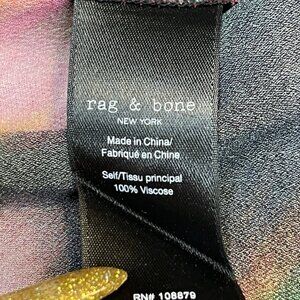 rag & bone
NEW YORK
Made in China/
Fabriqué en Chine
Self/Tissu principal
100% Viscose
RN# 108879